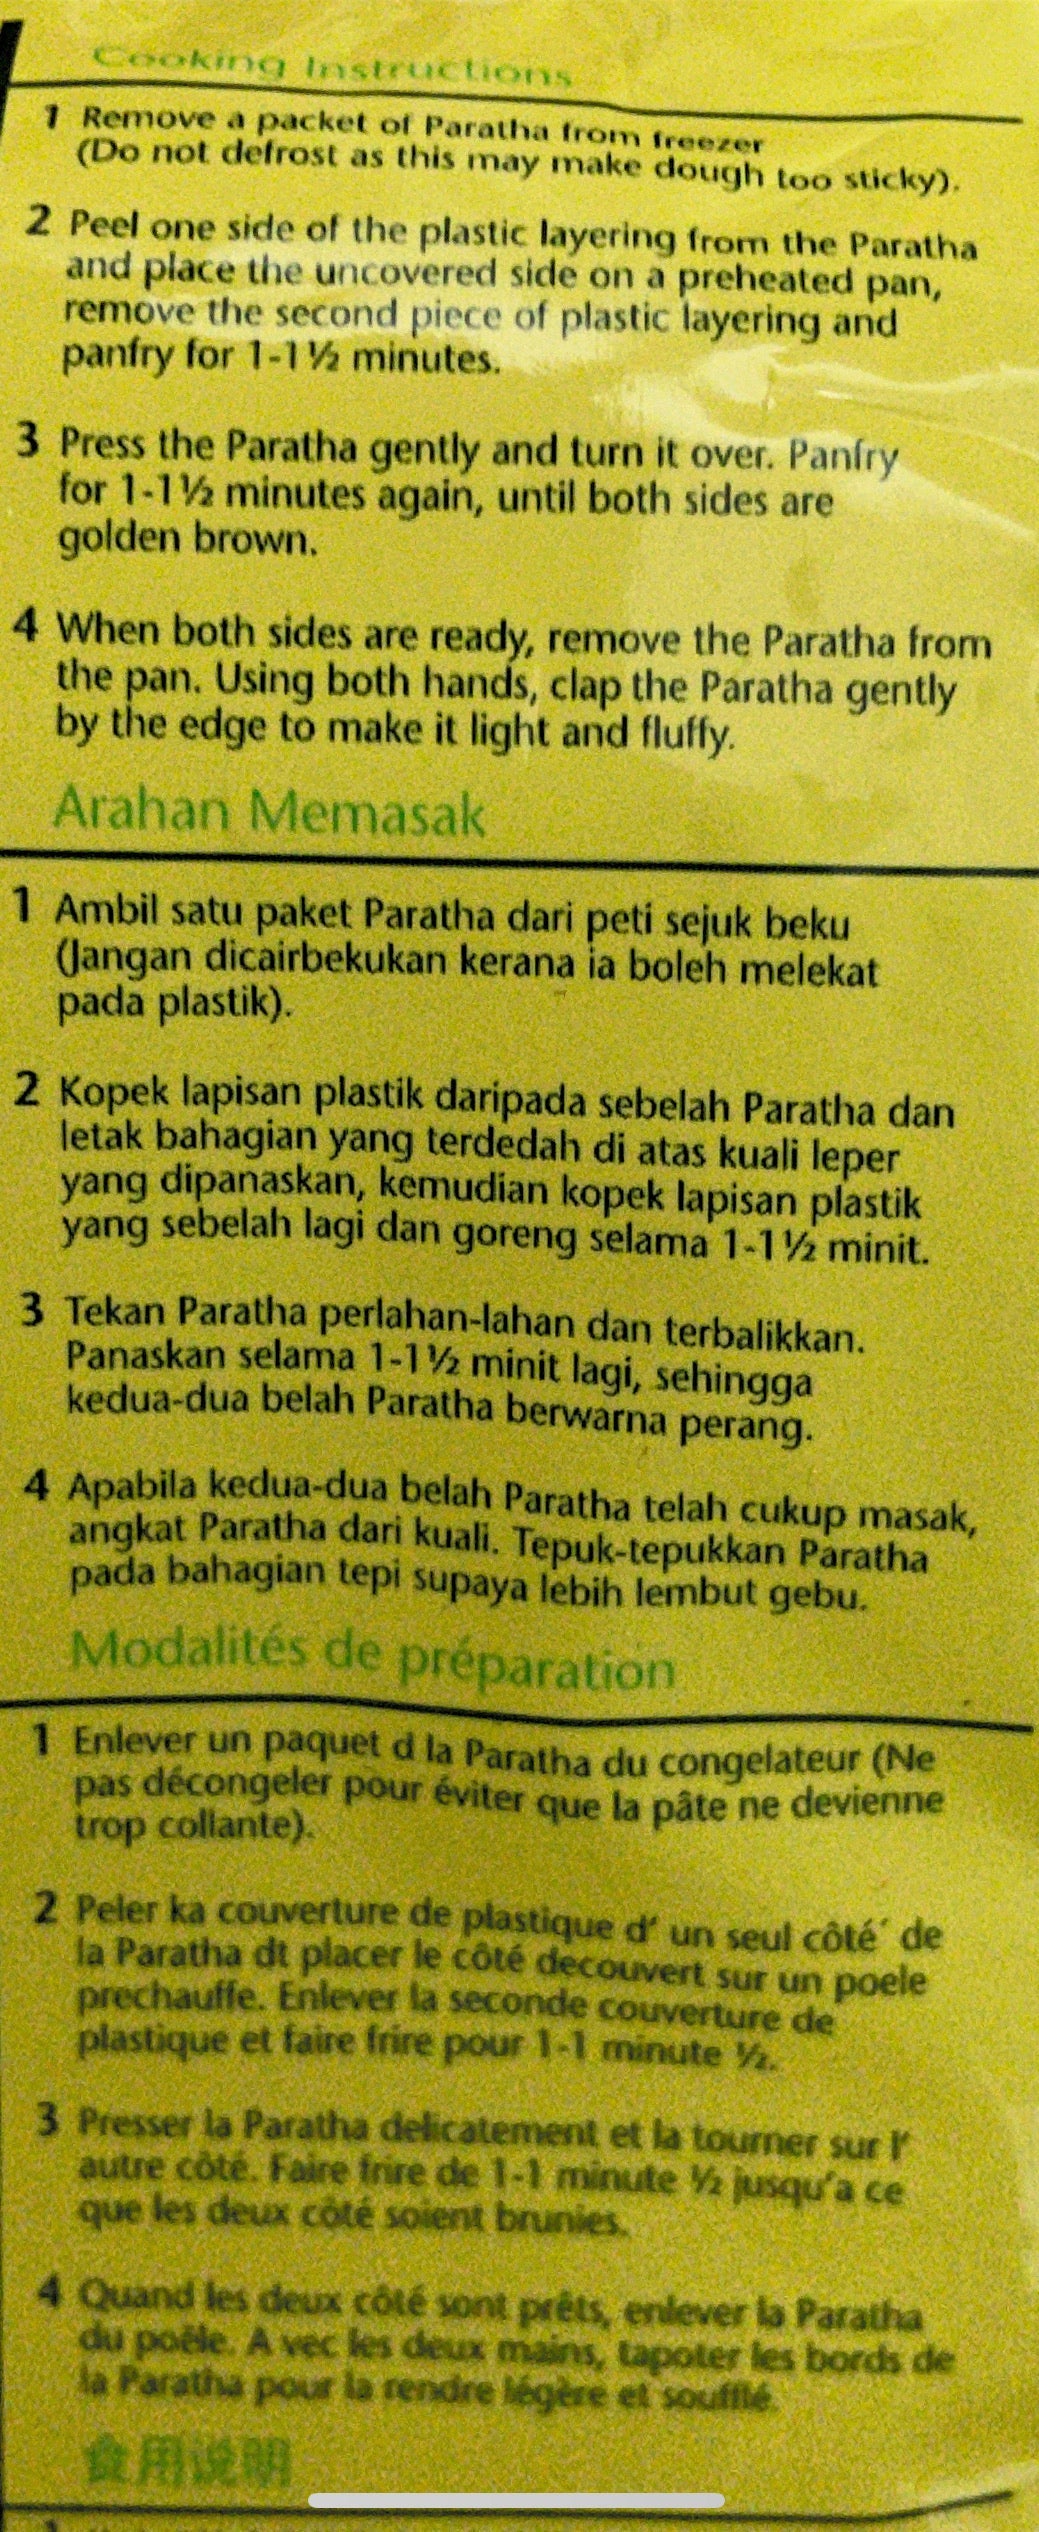 Cooking Instructions
1 Remove a packet of Paratha from freezer
(Do not defrost as this may make dough too sticky).
2 Peel one side of the plastic layering from the Paratha
and place the uncovered side on a preheated pan,
remove the second piece of plastic layering and
panfry for 1-1½ minutes.
3 Press the Paratha gently and turn it over. Panfry
for 1-1½ minutes again, until both sides are
golden brown.
4 When both sides are ready, remove the Paratha from
the pan. Using both hands, clap the Paratha gently
by the edge to make it light and fluffy.
Arahan Memasak
1 Ambil satu paket Paratha dari peti sejuk beku
(Jangan dicairbekukan kerana ia boleh melekat
pada plastik).
2 Kopek lapisan plastik daripada sebelah Paratha dan
letak bahagian yang terdedah di atas kuali leper
yang dipanaskan, kemudian kopek lapisan plastik
yang sebelah lagi dan goreng selama 1-1½ minit.
3 Tekan Paratha perlahan-lahan dan terbalikkan.
Panaskan selama 1-1½ minit lagi, sehingga
kedua-dua belah Paratha berwarna perang.
4 Apabila kedua-dua belah Paratha telah cukup masak,
angkat Paratha dari kuali. Tepuk-tepukkan Paratha
pada bahagian tepi supaya lebih lembut gebu.
Modalités de préparation
1 Enlever un paquet d la Paratha du congelateur (Ne
pas décongeler pour éviter que la pâte ne devienne
trop collante).
2 Peler ka couverture de plastique d' un seul côté´ de
la Paratha dt placer le côté decouvert sur un poele
prechauffe. Enlever la seconde couverture de
plastique et faire frire pour 1-1 minute ½.
3 Presser la Paratha delicatement et la tourner sur l'
autre côté. Faire frire de 1-1 minute ½ jusqu'a ce
que les deux côté soient brunies.
4 Quand les deux côté sont prêts, enlever la Paratha
du poêle. A vec les deux mains, tapoter les bords de
la Paratha pour la rendre légère et soufflé.
食用说明